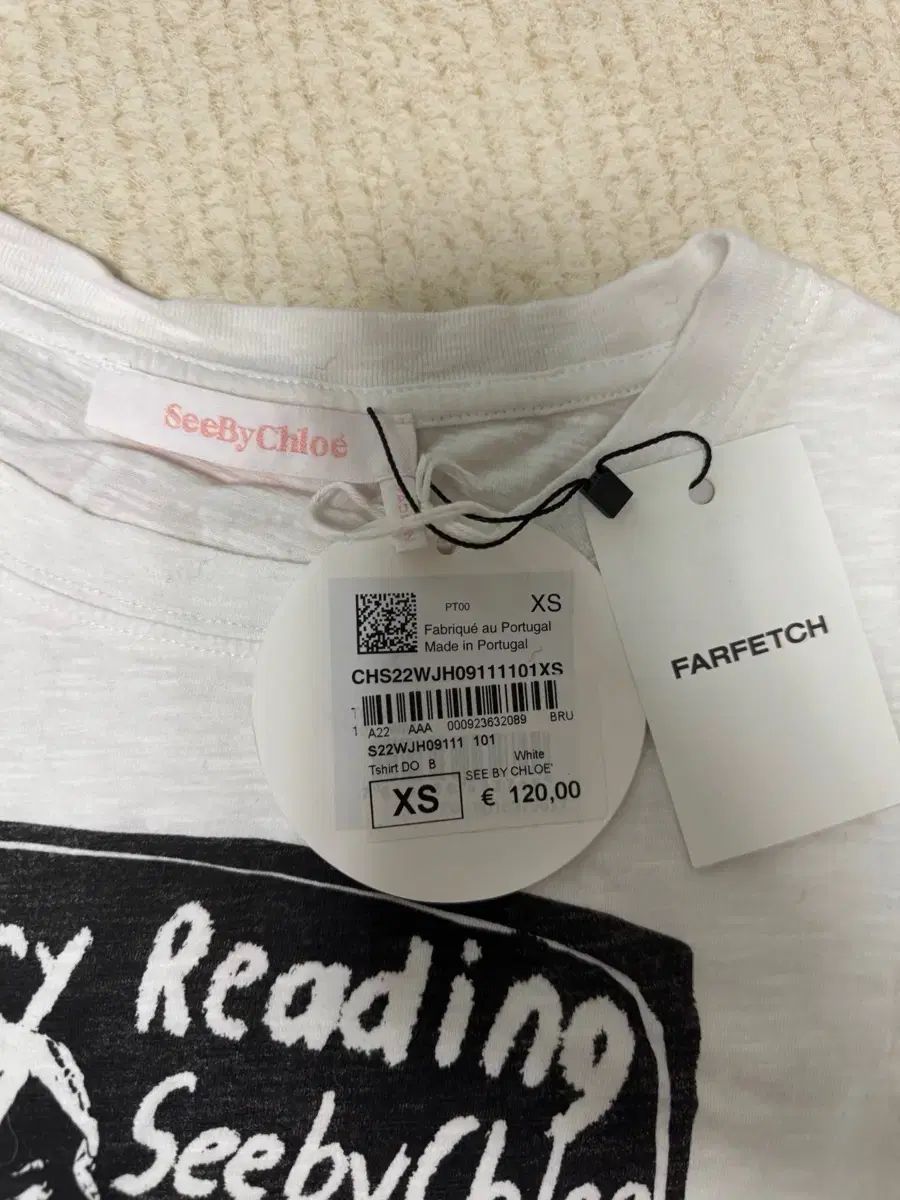 SeeByChloé
PT00 XS
Fabriqué au Portugal
Made in Portugal
CHS22WJH09111101XS
1 A22 AAA 000923632089 BRU
S22WJH09111 101
Tshirt DO B White
SEE BY CHLOE'
XS € 120,00
FARFETCH
Reading
SeebyChloe